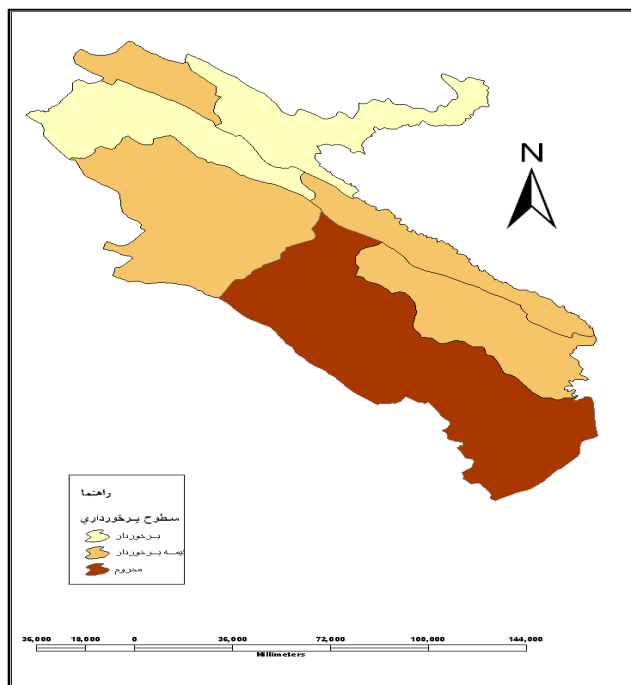 N
راهنما
سطوح برخورداري
برخوردار
نيمه برخوردار
محروم
36,000 18,000 0 36,000 72,000 108,000 144,000
Millimeters